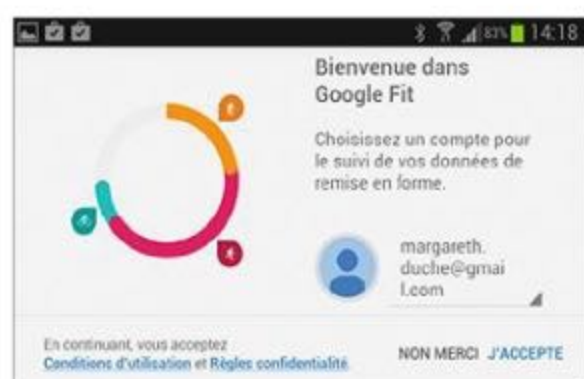 83% 14:18
Bienvenue dans
Google Fit
Choisissez un compte pour
le suivi de vos données de
remise en forme.
margareth.
duche@gmai
l.com
En continuant, vous acceptez
Conditions d'utilisation et Règles confidentialité.
NON MERCI J'ACCEPTE